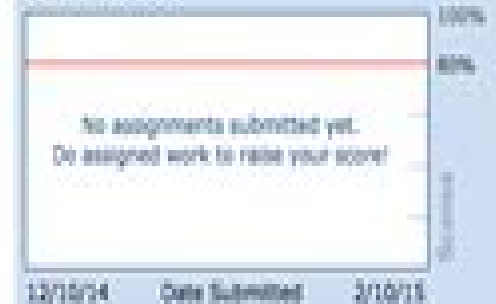 100%
80%
No assignments submitted yet.
Do assigned work to raise your score!
12/10/14 Date Submitted 2/10/15